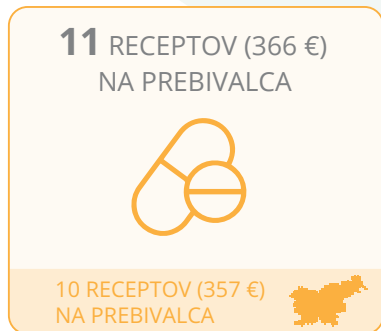 11 RECEPTOV (366 €)
NA PREBIVALCA
10 RECEPTOV (357 €)
NA PREBIVALCA